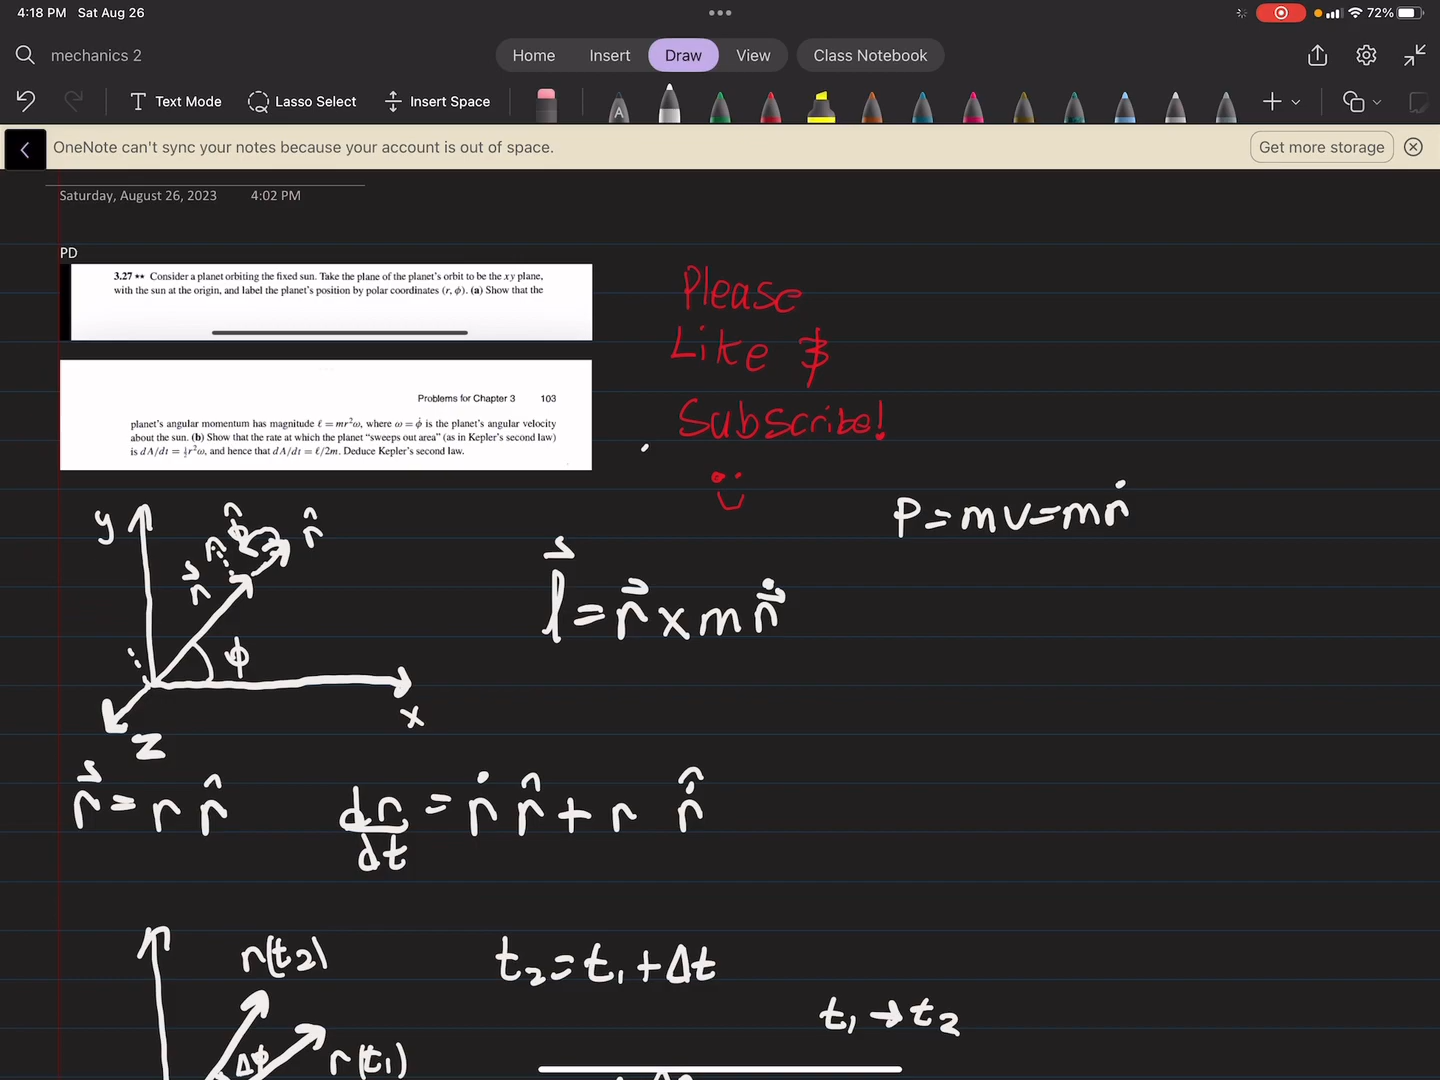 4:18 PM Sat Aug 26
72%
mechanics 2
Home Insert Draw View Class Notebook
Text Mode Lasso Select Insert Space
A
OneNote can't sync your notes because your account is out of space.
Get more storage
Saturday, August 26, 2023 4:02 PM
PD
3.27 ★★ Consider a planet orbiting the fixed sun. Take the plane of the planet's orbit to be the xy plane,
with the sun at the origin, and label the planet's position by polar coordinates (r, ϕ). (a) Show that the
Problems for Chapter 3 103
planet's angular momentum has magnitude ℓ = mr²ω, where ω = ϕ̇ is the planet's angular velocity
about the sun. (b) Show that the rate at which the planet "sweeps out area" (as in Kepler's second law)
is dA/dt = ½r²ω, and hence that dA/dt = ℓ/2m. Deduce Kepler's second law.
Please
Like $
Subscribe!
P = mv = mṙ
y ϕ̂ r̂
r⃗
ϕ
x
z
l⃗ = r⃗ x m r⃗̇
r⃗ = r r̂
dr/dt = ṙ r̂ + r r̂̇
r(t2)
t₂ = t₁ + Δt
t₁ → t₂
Δϕ r(t1)